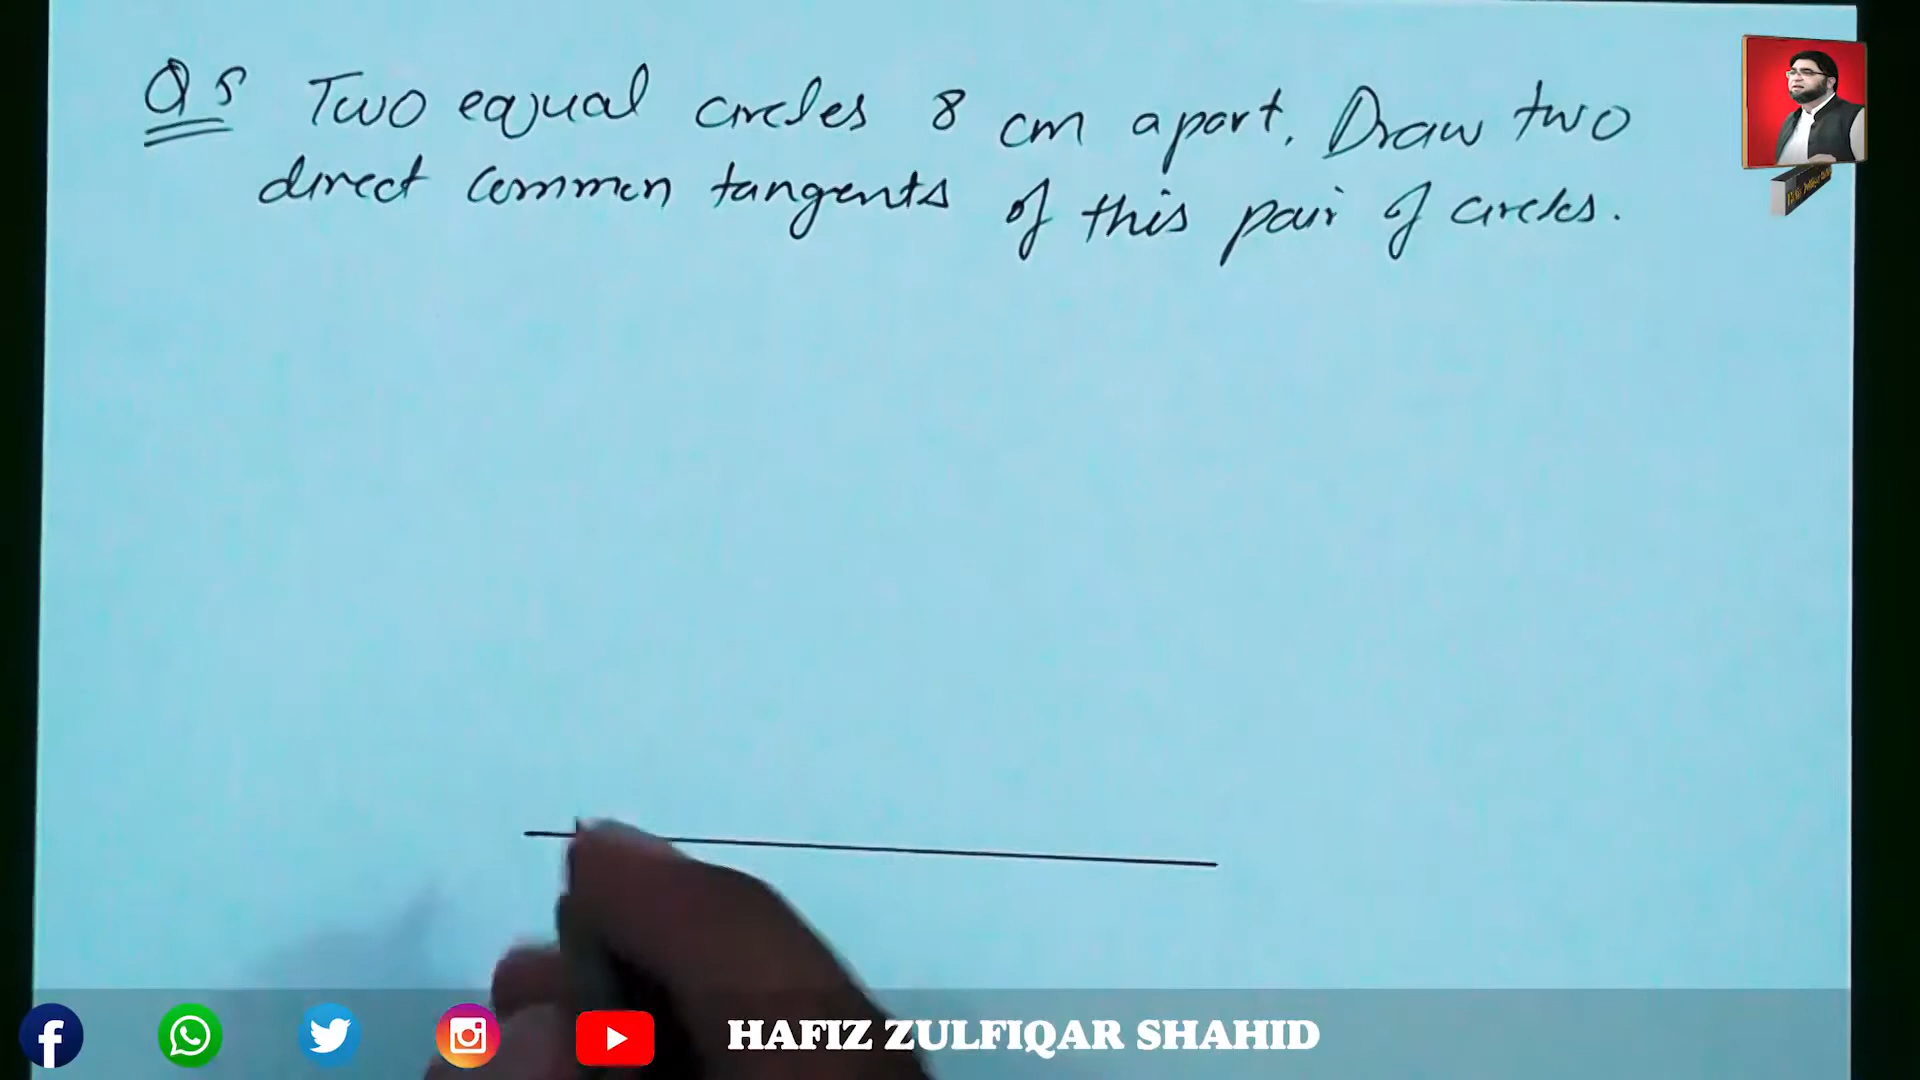 Q5 Two equal circles 8 cm apart. Draw two
direct common tangents of this pair of circles.
HAFIZ ZULFIQAR SHAHID